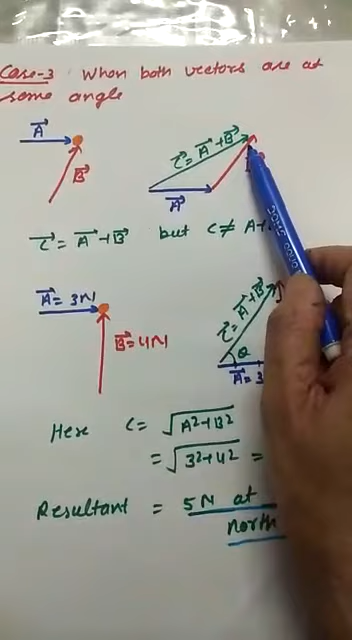 Case-3 : When both vectors are at
some angle
A
B
C = A + B
A
C = A + B but C ≠ A+
A = 3N
B = 4N
C = A + B
θ
A = 3
Here C = √A²+B²
= √3²+4² =
Resultant = 5N at
north